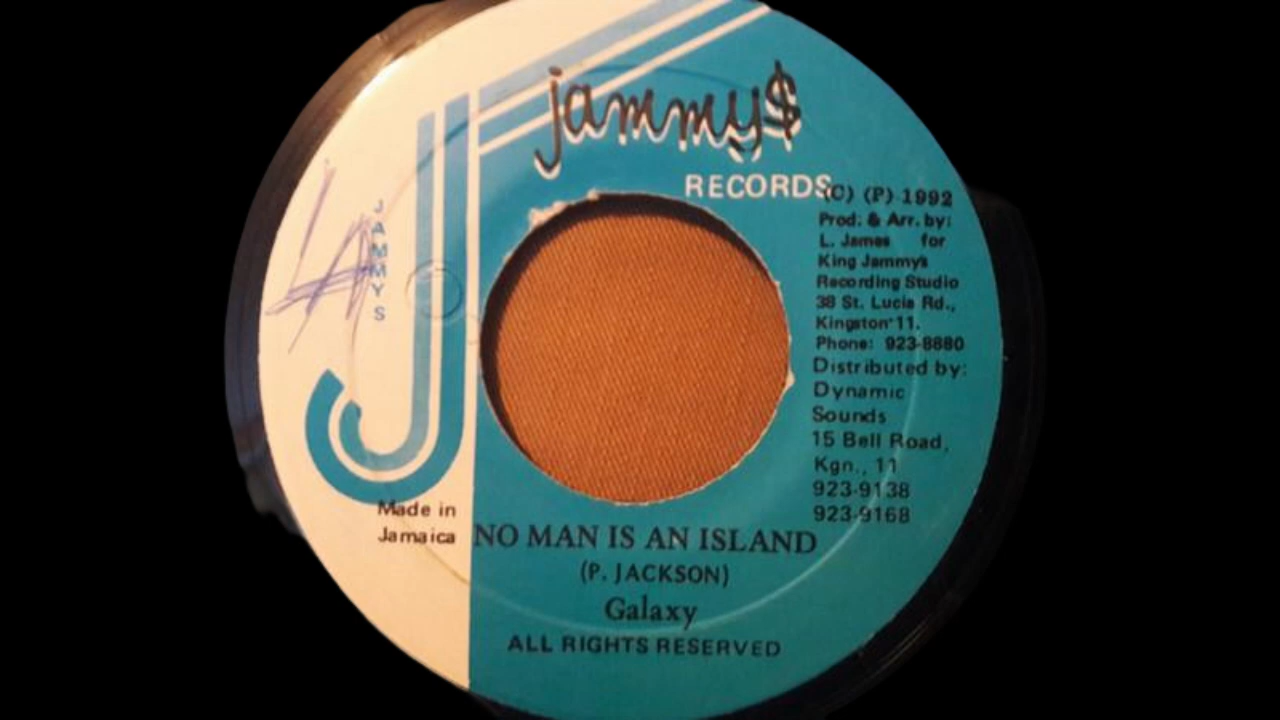 jammy$
RECORDS
JAMMYS
(C) (P) 1992
Prod. & Arr. by:
L. James for
King Jammys
Recording Studio
38 St. Lucia Rd.,
Kingston 11.
Phone: 923-8880
Distributed by:
Dynamic
Sounds
15 Bell Road,
Kgn., 11
923-9138
923-9168
Made in
Jamaica
NO MAN IS AN ISLAND
(P. JACKSON)
Galaxy
ALL RIGHTS RESERVED